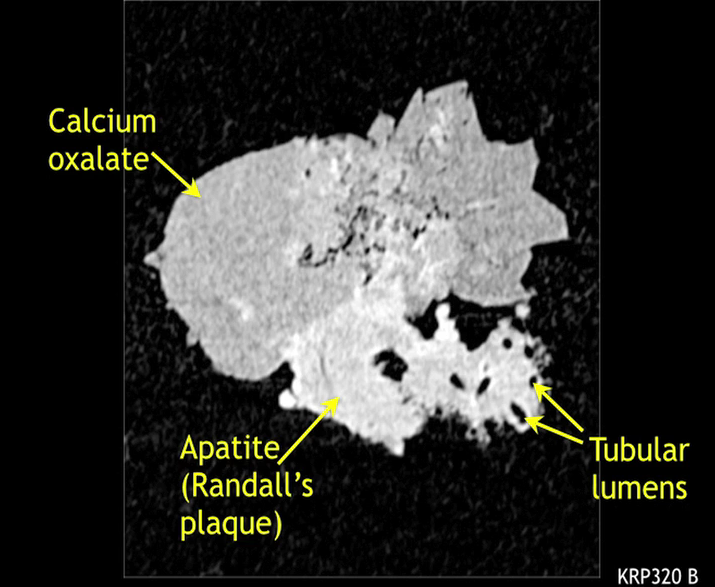 Calcium
oxalate
Apatite
(Randall's
plaque)
Tubular
lumens
KRP320 B